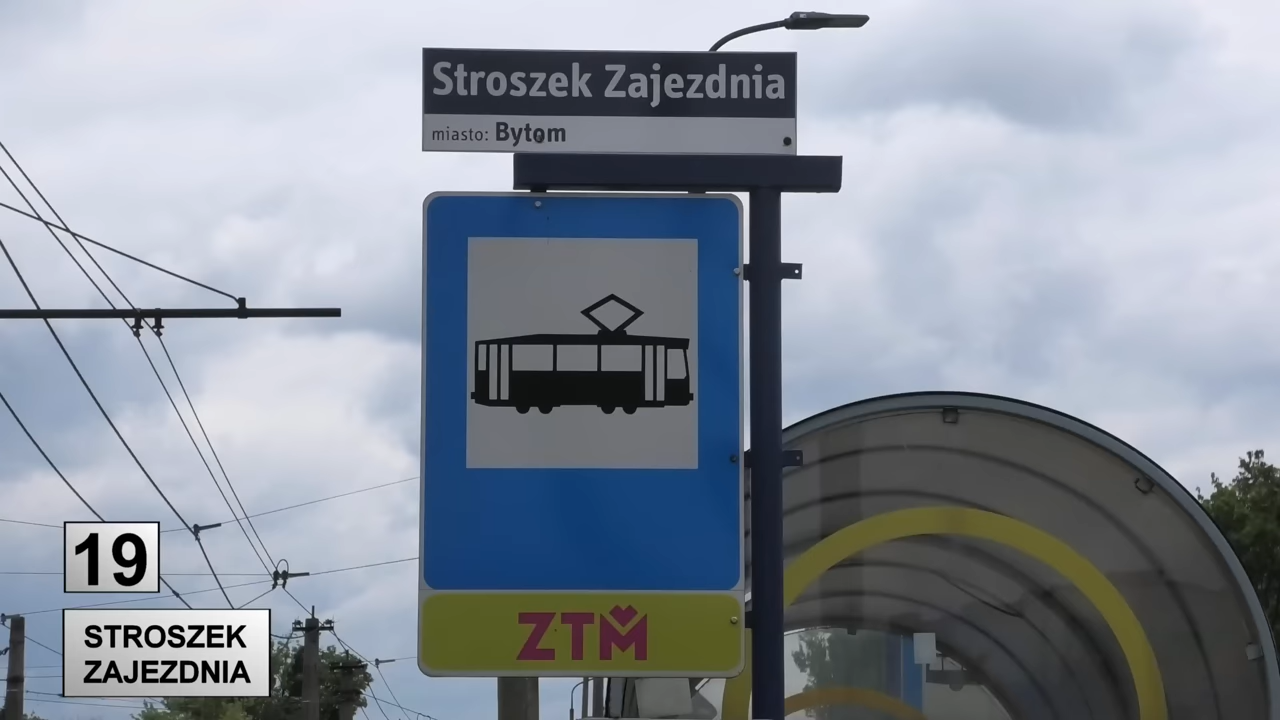 Stroszek Zajezdnia
miasto: Bytom
ZTM
19
STROSZEK
ZAJEZDNIA